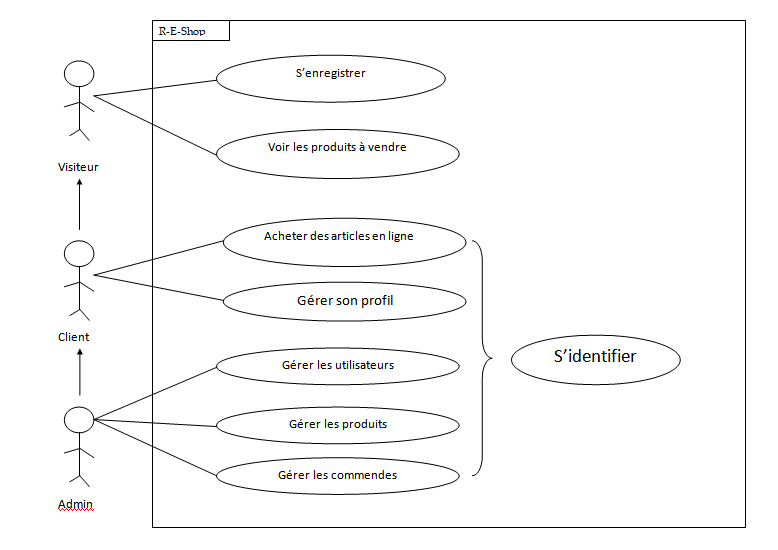 R-E-Shop
S'enregistrer
Voir les produits à vendre
Visiteur
Acheter des articles en ligne
Gérer son profil
Client
S'identifier
Gérer les utilisateurs
Gérer les produits
Gérer les commendes
Admin